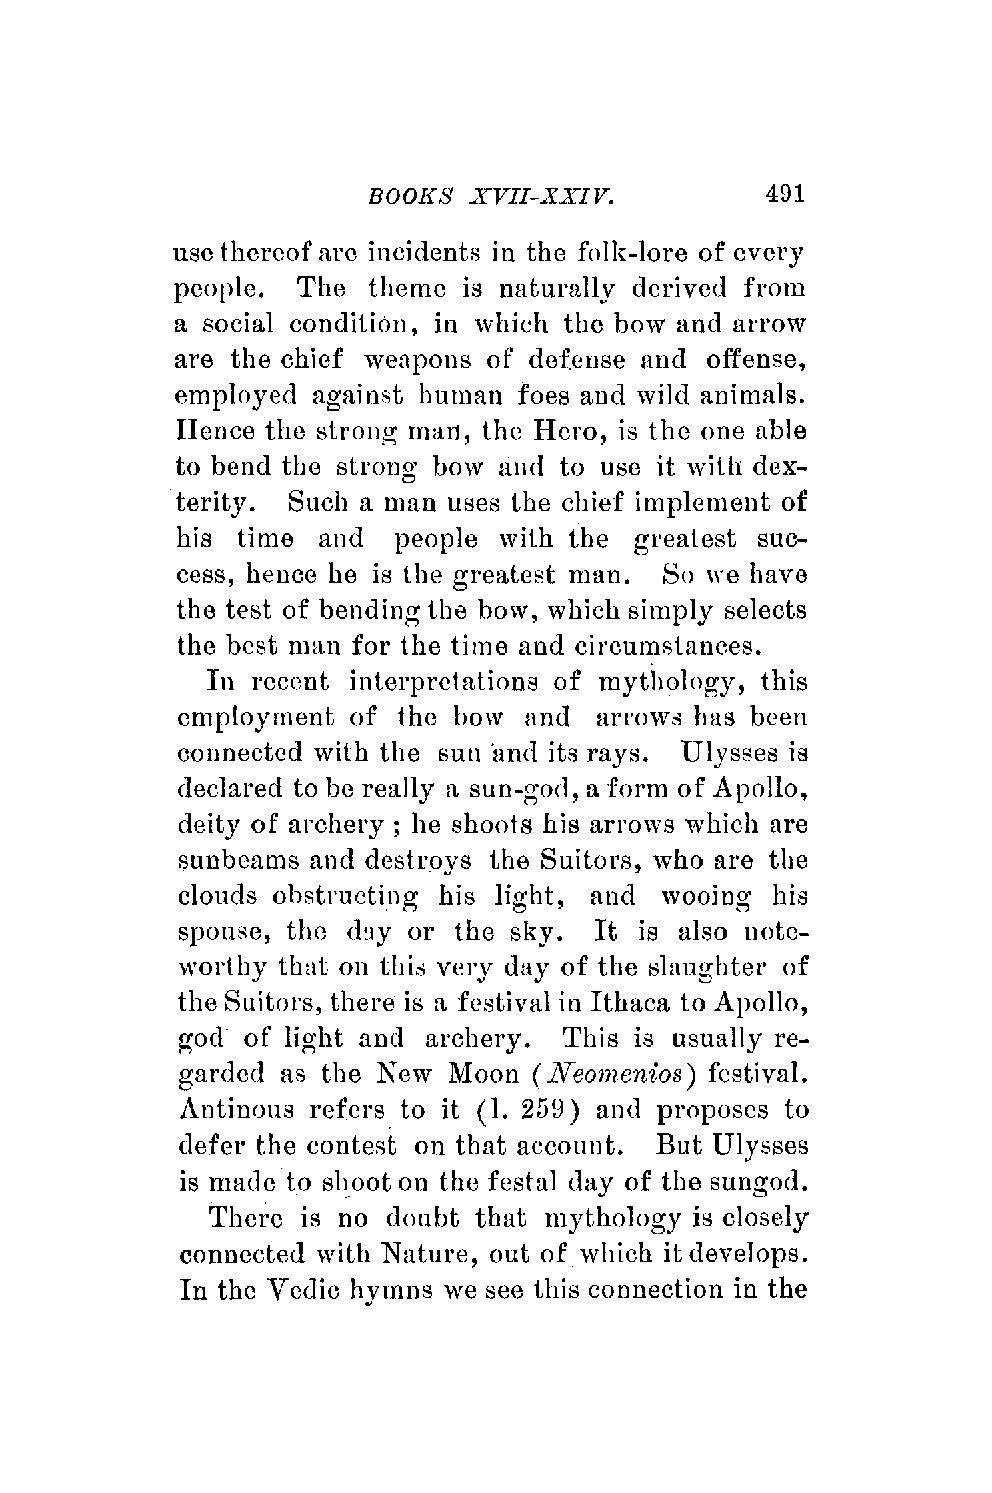 BOOKS XVII-XXIV. 491
use thereof are incidents in the folk-lore of every
people. The theme is naturally derived from
a social condition, in which the bow and arrow
are the chief weapons of defense and offense,
employed against human foes and wild animals.
Hence the strong man, the Hero, is the one able
to bend the strong bow and to use it with dex-
terity. Such a man uses the chief implement of
his time and people with the greatest suc-
cess, hence he is the greatest man. So we have
the test of bending the bow, which simply selects
the best man for the time and circumstances.
In recent interpretations of mythology, this
employment of the bow and arrows has been
connected with the sun and its rays. Ulysses is
declared to be really a sun-god, a form of Apollo,
deity of archery ; he shoots his arrows which are
sunbeams and destroys the Suitors, who are the
clouds obstructing his light, and wooing his
spouse, the day or the sky. It is also note-
worthy that on this very day of the slaughter of
the Suitors, there is a festival in Ithaca to Apollo,
god of light and archery. This is usually re-
garded as the New Moon (Neomenios) festival.
Antinous refers to it (l. 259) and proposes to
defer the contest on that account. But Ulysses
is made to shoot on the festal day of the sungod.
There is no doubt that mythology is closely
connected with Nature, out of which it develops.
In the Vedic hymns we see this connection in the